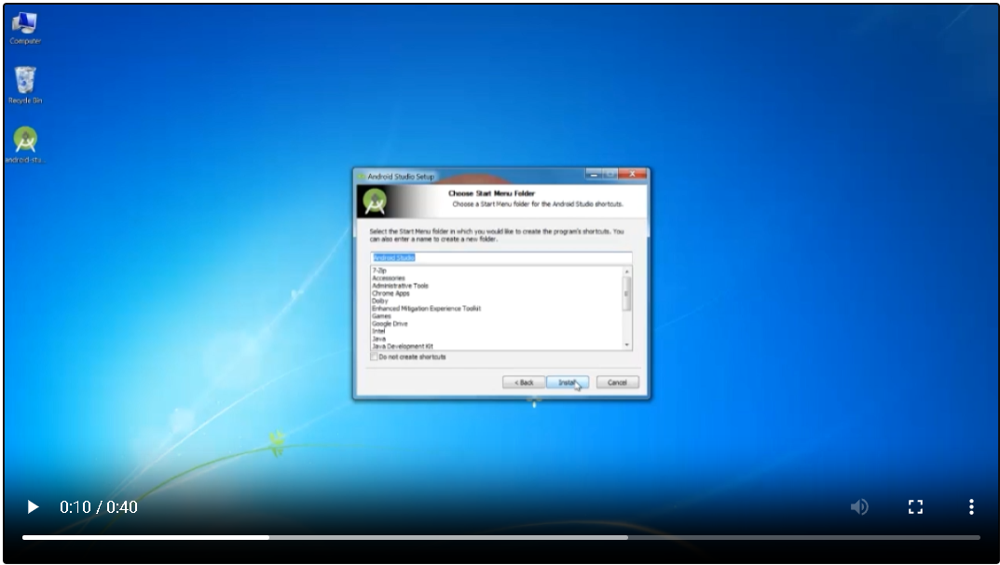 Computer
Recycle Bin
android-stu...
Android Studio Setup
Choose Start Menu Folder
Choose a Start Menu folder for the Android Studio shortcuts.
Select the Start Menu folder in which you would like to create the program's shortcuts. You
can also enter a name to create a new folder.
Android Studio
7-Zip
Accessories
Administrative Tools
Chrome Apps
Dolby
Enhanced Mitigation Experience Toolkit
Games
Google Drive
Intel
Java
Java Development Kit
Do not create shortcuts
< Back
Install
Cancel
0:10 / 0:40